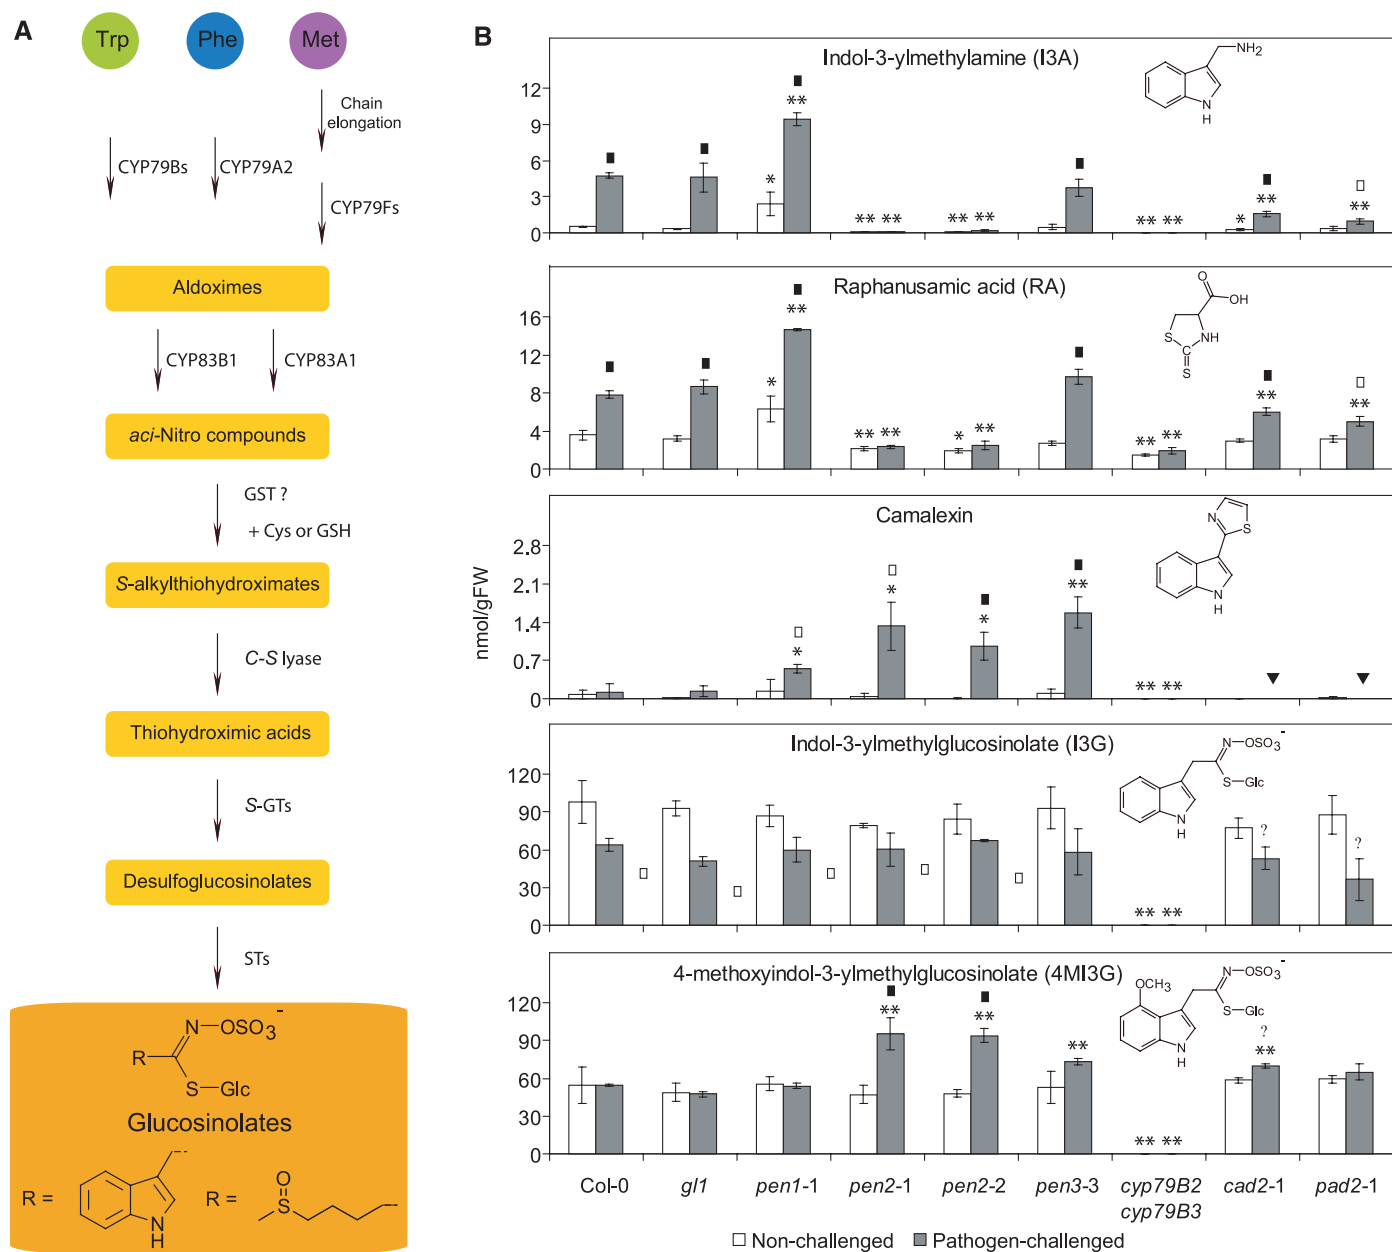 A
Trp Phe Met
Chain
elongation
CYP79Bs CYP79A2
CYP79Fs
Aldoximes
CYP83B1 CYP83A1
aci-Nitro compounds
GST ?
+ Cys or GSH
S-alkylthiohydroximates
C-S lyase
Thiohydroximic acids
S-GTs
Desulfoglucosinolates
STs
N OSO3-
R
S Glc
Glucosinolates
R = N H
R = O S
B
nmol/gFW
Indol-3-ylmethylamine (I3A)
NH2
N
H
12
9
6
3
0
* ** ** ** ** ** ** ** * ** **
Raphanusamic acid (RA)
O
OH
S NH
C
S
16
12
8
4
0
* ** ** ** * ** ** ** ** **
Camalexin
N
S
N
H
2.8
2.1
1.4
0.7
0
* * * ** ** **
Indol-3-ylmethylglucosinolate (I3G)
N OSO3-
S Glc
N
H
120
90
60
30
0
** ** ? ?
4-methoxyindol-3-ylmethylglucosinolate (4MI3G)
OCH3
N OSO3-
S Glc
N
H
120
90
60
30
0
** ** ** ** ** ? **
Col-0 gl1 pen1-1 pen2-1 pen2-2 pen3-3 cyp79B2 cad2-1 pad2-1
cyp79B3
Non-challenged Pathogen-challenged